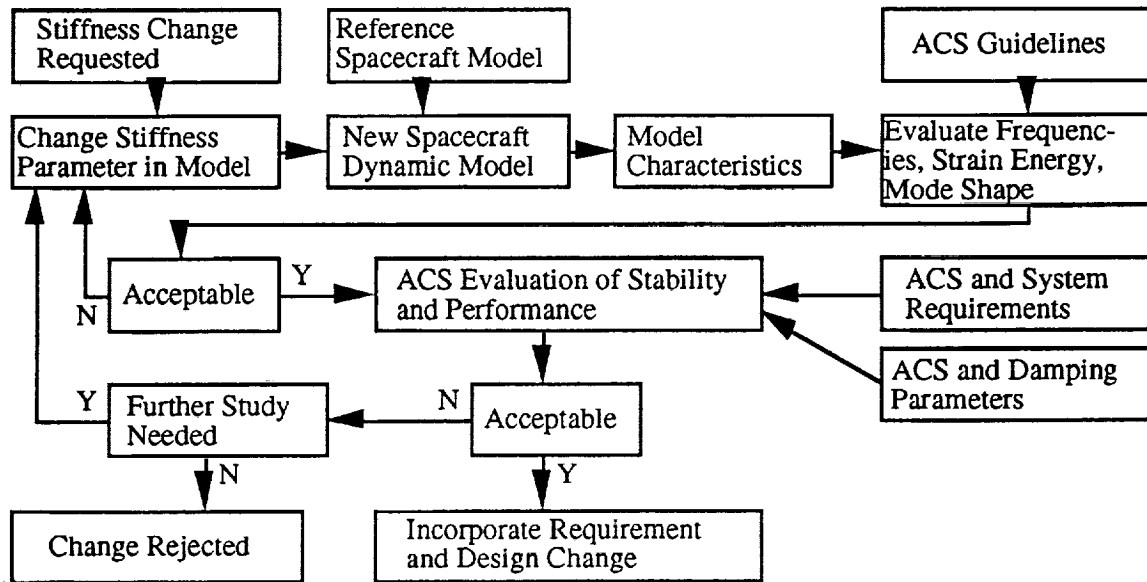 Stiffness Change
Requested
Reference
Spacecraft Model
ACS Guidelines
Change Stiffness
Parameter in Model
New Spacecraft
Dynamic Model
Model
Characteristics
Evaluate Frequenc-
ies, Strain Energy,
Mode Shape
N
Acceptable
Y
ACS Evaluation of Stability
and Performance
ACS and System
Requirements
ACS and Damping
Parameters
Y
Further Study
Needed
N
Acceptable
N
Y
Change Rejected
Incorporate Requirement
and Design Change